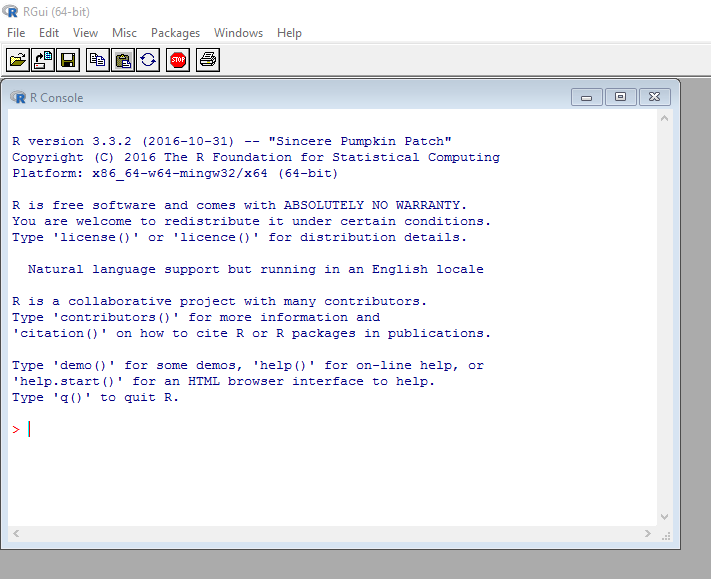 RGui (64-bit)
File Edit View Misc Packages Windows Help
STOP
R Console
R version 3.3.2 (2016-10-31) -- "Sincere Pumpkin Patch"
Copyright (C) 2016 The R Foundation for Statistical Computing
Platform: x86_64-w64-mingw32/x64 (64-bit)
R is free software and comes with ABSOLUTELY NO WARRANTY.
You are welcome to redistribute it under certain conditions.
Type 'license()' or 'licence()' for distribution details.
Natural language support but running in an English locale
R is a collaborative project with many contributors.
Type 'contributors()' for more information and
'citation()' on how to cite R or R packages in publications.
Type 'demo()' for some demos, 'help()' for on-line help, or
'help.start()' for an HTML browser interface to help.
Type 'q()' to quit R.
>